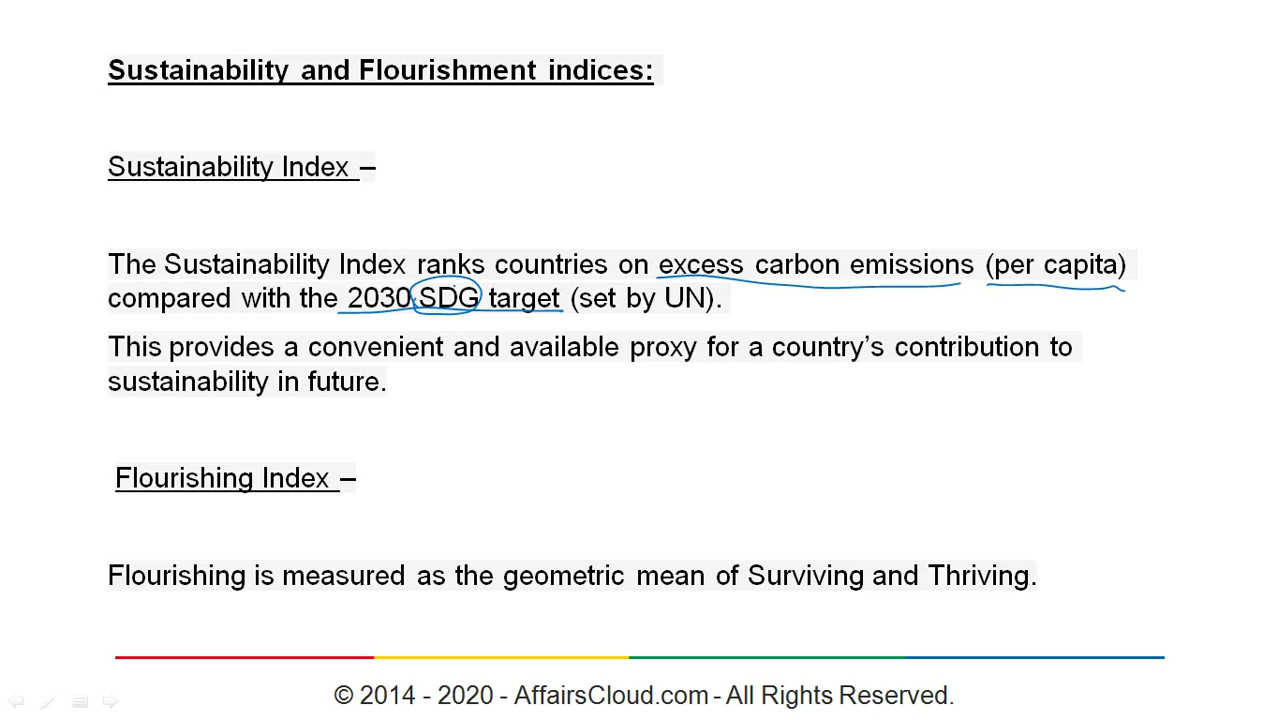 Sustainability and Flourishment indices:
Sustainability Index –
The Sustainability Index ranks countries on excess carbon emissions (per capita)
compared with the 2030 SDG target (set by UN).
This provides a convenient and available proxy for a country’s contribution to
sustainability in future.
Flourishing Index –
Flourishing is measured as the geometric mean of Surviving and Thriving.
© 2014 - 2020 - AffairsCloud.com - All Rights Reserved.